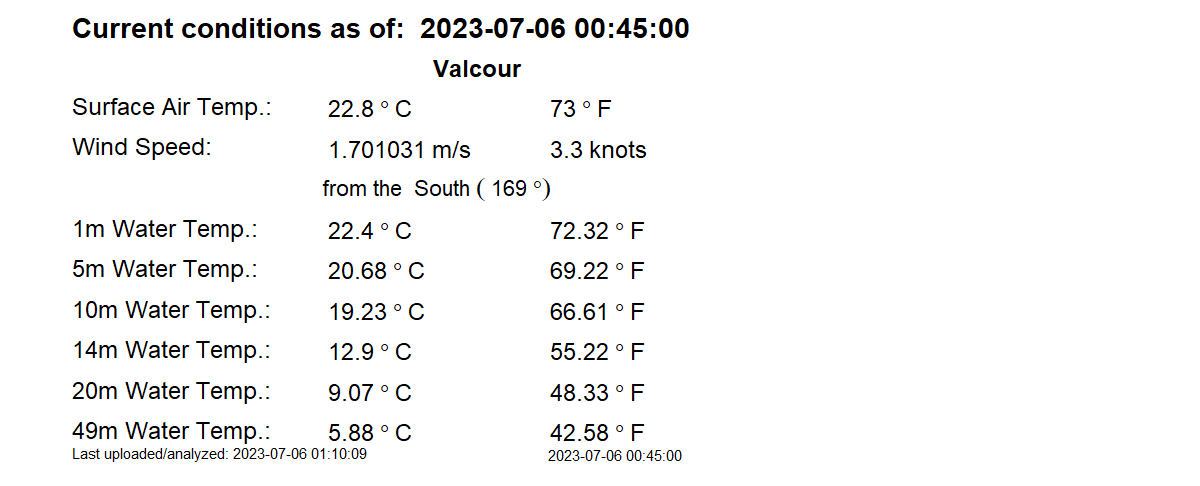 Current conditions as of:  2023-07-06 00:45:00
Valcour
Surface Air Temp.: 22.8 ° C 73 ° F
Wind Speed: 1.701031 m/s 3.3 knots
from the  South ( 169 °)
1m Water Temp.: 22.4 ° C 72.32 ° F
5m Water Temp.: 20.68 ° C 69.22 ° F
10m Water Temp.: 19.23 ° C 66.61 ° F
14m Water Temp.: 12.9 ° C 55.22 ° F
20m Water Temp.: 9.07 ° C 48.33 ° F
49m Water Temp.: 5.88 ° C 42.58 ° F
Last uploaded/analyzed: 2023-07-06 01:10:09 2023-07-06 00:45:00